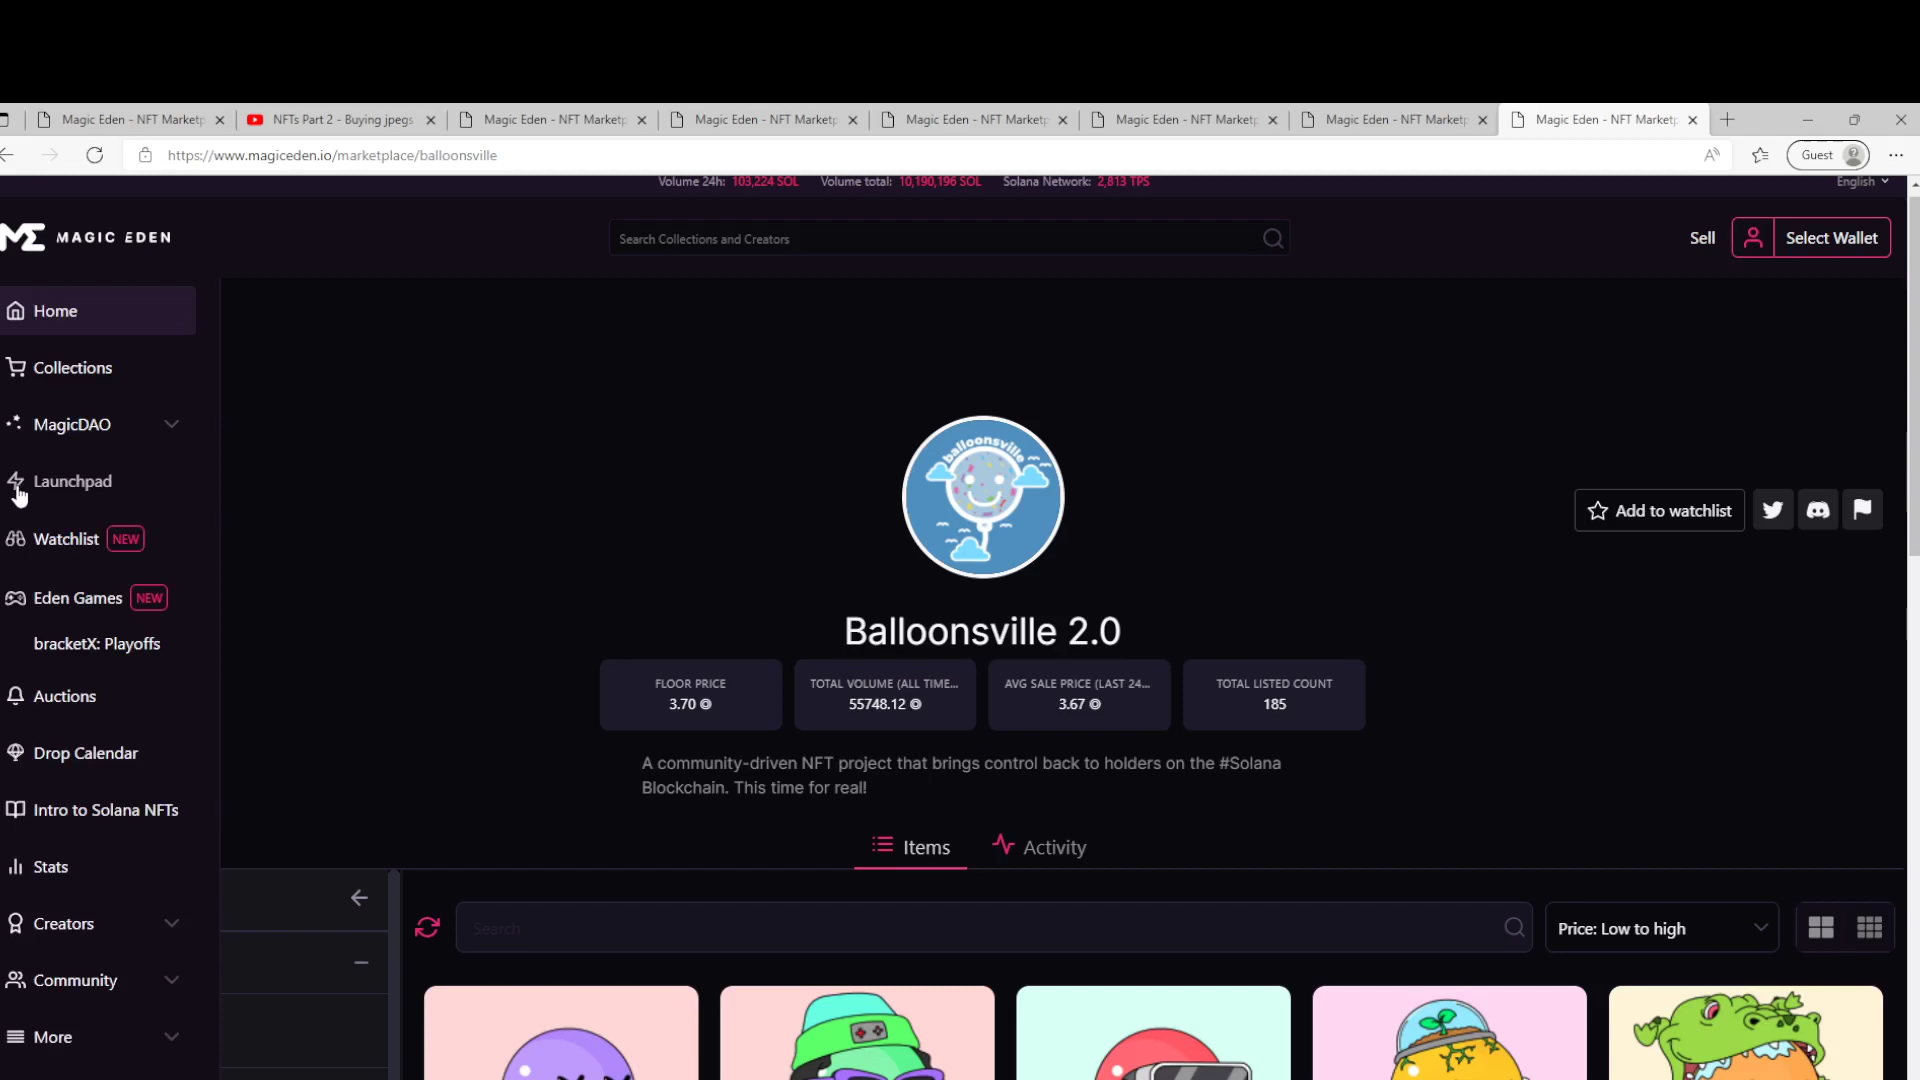 Magic Eden - NFT Marketp
NFTs Part 2 - Buying jpegs
Magic Eden - NFT Marketp
Magic Eden - NFT Marketp
Magic Eden - NFT Marketp
Magic Eden - NFT Marketp
Magic Eden - NFT Marketp
Magic Eden - NFT Marketp
https://www.magiceden.io/marketplace/balloonsville
Guest
Volume 24h: 103,224 SOL Volume total: 10,190,196 SOL Solana Network: 2,813 TPS
English
MAGIC EDEN
Search Collections and Creators
Sell
Select Wallet
Home
Collections
MagicDAO
Launchpad
Watchlist NEW
Eden Games NEW
bracketX: Playoffs
Auctions
Drop Calendar
Intro to Solana NFTs
Stats
Creators
Community
More
balloonsville
Add to watchlist
Balloonsville 2.0
FLOOR PRICE
3.70
TOTAL VOLUME (ALL TIME...
55748.12
AVG SALE PRICE (LAST 24...
3.67
TOTAL LISTED COUNT
185
A community-driven NFT project that brings control back to holders on the #Solana
Blockchain. This time for real!
Items
Activity
Search
Price: Low to high